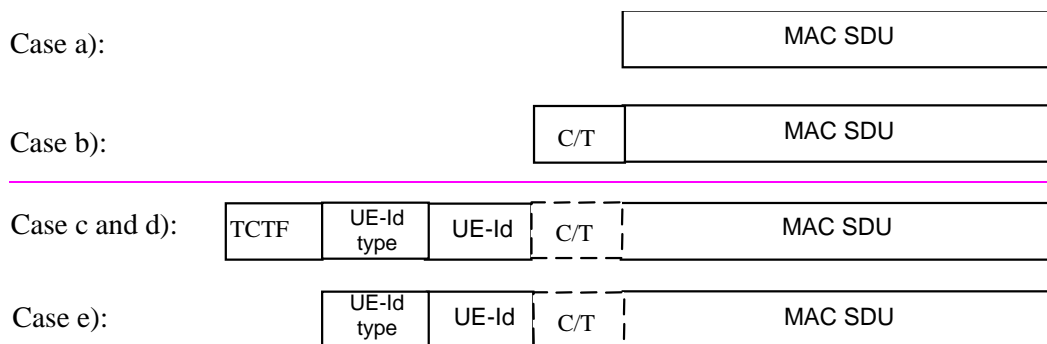 Case a): MAC SDU
Case b): C/T MAC SDU
Case c and d): TCTF UE-Id type UE-Id C/T MAC SDU
Case e): UE-Id type UE-Id C/T MAC SDU